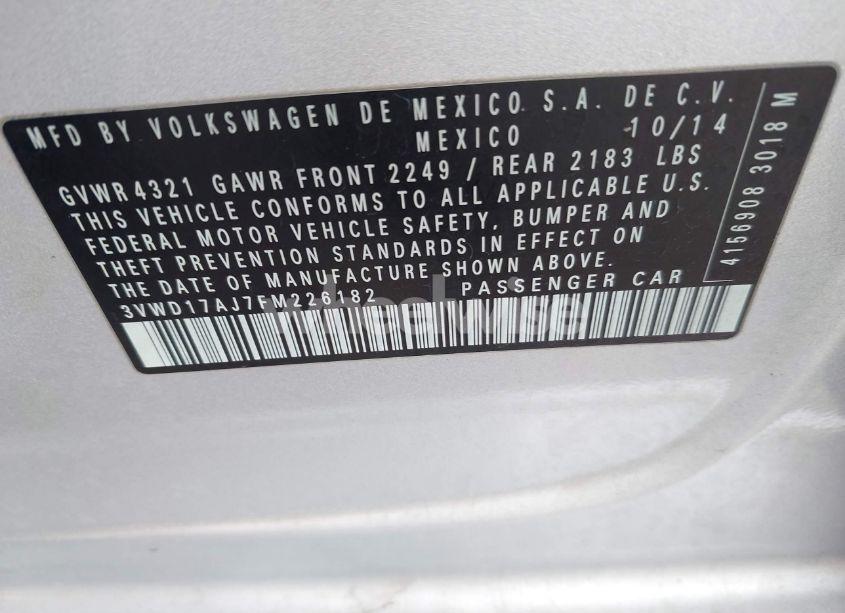 MFD BY VOLKSWAGEN DE MEXICO S.A. DE C.V.
MEXICO 10/14
GVWR 4321 GAWR FRONT 2249 / REAR 2183 LBS
THIS VEHICLE CONFORMS TO ALL APPLICABLE U.S.
FEDERAL MOTOR VEHICLE SAFETY, BUMPER AND
THEFT PREVENTION STANDARDS IN EFFECT ON
THE DATE OF MANUFACTURE SHOWN ABOVE.
3VWD17AJ7FM226182 PASSENGER CAR
4156908 3018 M